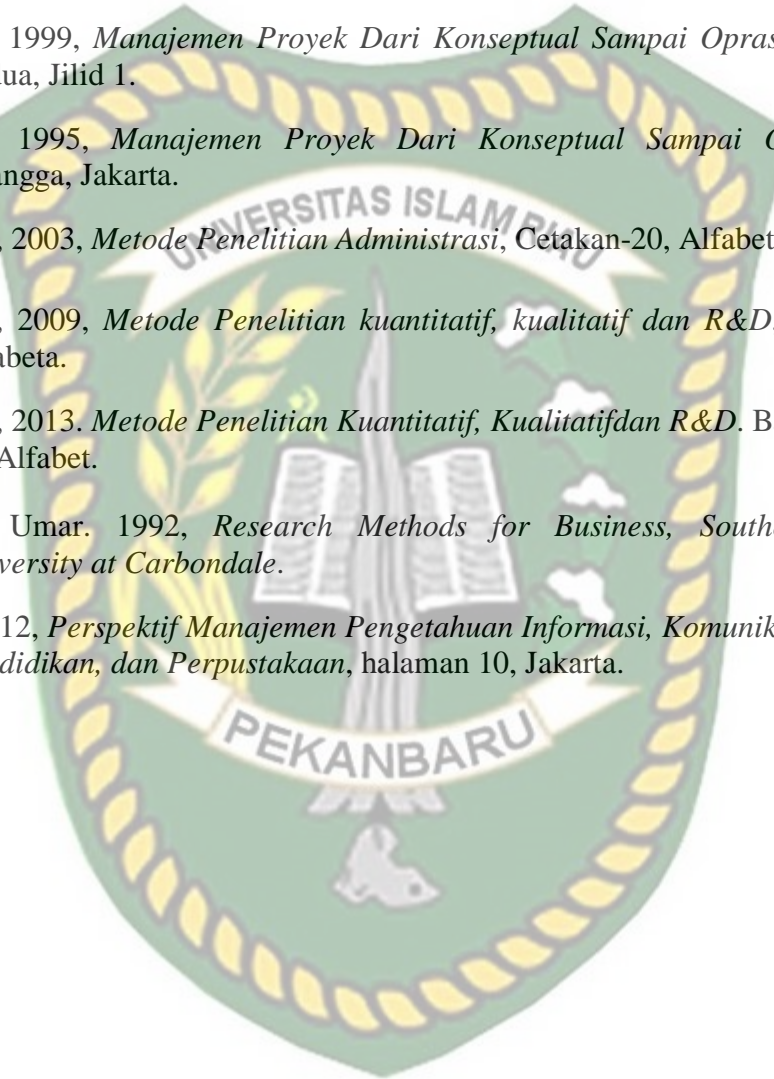 1999, Manajemen Proyek Dari Konseptual Sampai Opras
ua, Jilid 1.
1995, Manajemen Proyek Dari Konseptual Sampai O
angga, Jakarta.
UNIVERSITAS ISLAM RIAU
, 2003, Metode Penelitian Administrasi, Cetakan-20, Alfabet
, 2009, Metode Penelitian kuantitatif, kualitatif dan R&D.
abeta.
, 2013. Metode Penelitian Kuantitatif, Kualitatifdan R&D. B
Alfabet.
Umar. 1992, Research Methods for Business, Southe
versity at Carbondale.
12, Perspektif Manajemen Pengetahuan Informasi, Komunik
didikan, dan Perpustakaan, halaman 10, Jakarta.
PEKANBARU